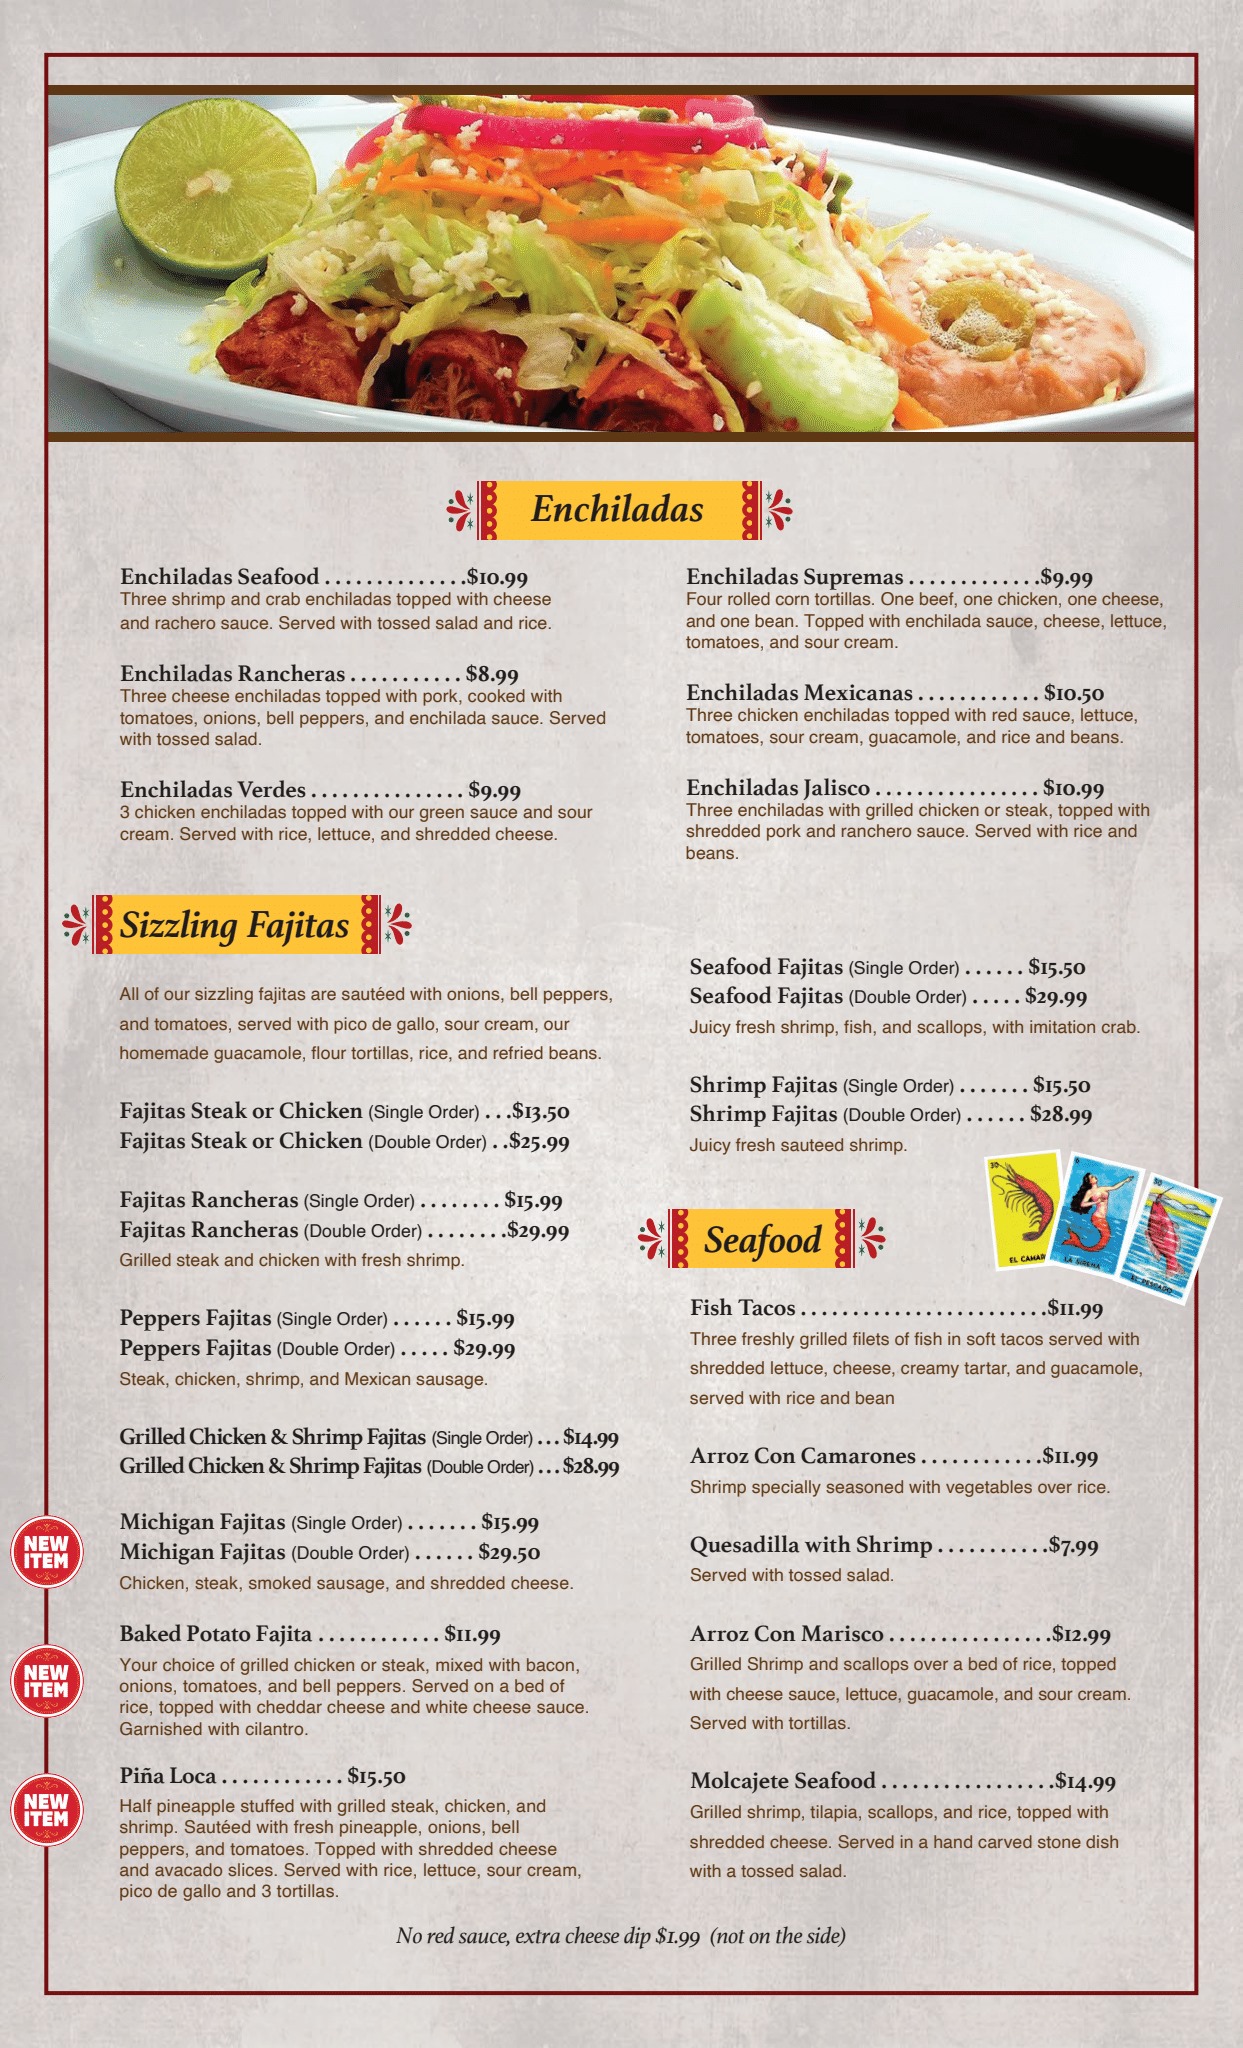 Enchiladas
Enchiladas Seafood . . . . . . . . . . . . . .$10.99
Three shrimp and crab enchiladas topped with cheese
and rachero sauce. Served with tossed salad and rice.
Enchiladas Rancheras . . . . . . . . . . . $8.99
Three cheese enchiladas topped with pork, cooked with
tomatoes, onions, bell peppers, and enchilada sauce. Served
with tossed salad.
Enchiladas Verdes . . . . . . . . . . . . . . . $9.99
3 chicken enchiladas topped with our green sauce and sour
cream. Served with rice, lettuce, and shredded cheese.
Enchiladas Supremas . . . . . . . . . . . . .$9.99
Four rolled corn tortillas. One beef, one chicken, one cheese,
and one bean. Topped with enchilada sauce, cheese, lettuce,
tomatoes, and sour cream.
Enchiladas Mexicanas . . . . . . . . . . . . $10.50
Three chicken enchiladas topped with red sauce, lettuce,
tomatoes, sour cream, guacamole, and rice and beans.
Enchiladas Jalisco . . . . . . . . . . . . . . . . $10.99
Three enchiladas with grilled chicken or steak, topped with
shredded pork and ranchero sauce. Served with rice and
beans.
Sizzling Fajitas
All of our sizzling fajitas are sautéed with onions, bell peppers,
and tomatoes, served with pico de gallo, sour cream, our
homemade guacamole, flour tortillas, rice, and refried beans.
Fajitas Steak or Chicken (Single Order) . . .$13.50
Fajitas Steak or Chicken (Double Order) . .$25.99
Fajitas Rancheras (Single Order) . . . . . . . . $15.99
Fajitas Rancheras (Double Order) . . . . . . . .$29.99
Grilled steak and chicken with fresh shrimp.
Peppers Fajitas (Single Order) . . . . . . $15.99
Peppers Fajitas (Double Order) . . . . . $29.99
Steak, chicken, shrimp, and Mexican sausage.
Grilled Chicken & Shrimp Fajitas (Single Order) . . . $14.99
Grilled Chicken & Shrimp Fajitas (Double Order) . . . $28.99
NEW
ITEM
Michigan Fajitas (Single Order) . . . . . . . $15.99
Michigan Fajitas (Double Order) . . . . . . $29.50
Chicken, steak, smoked sausage, and shredded cheese.
NEW
ITEM
Baked Potato Fajita . . . . . . . . . . . . $11.99
Your choice of grilled chicken or steak, mixed with bacon,
onions, tomatoes, and bell peppers. Served on a bed of
rice, topped with cheddar cheese and white cheese sauce.
Garnished with cilantro.
NEW
ITEM
Piña Loca . . . . . . . . . . . . $15.50
Half pineapple stuffed with grilled steak, chicken, and
shrimp. Sautéed with fresh pineapple, onions, bell
peppers, and tomatoes. Topped with shredded cheese
and avacado slices. Served with rice, lettuce, sour cream,
pico de gallo and 3 tortillas.
Seafood Fajitas (Single Order) . . . . . . $15.50
Seafood Fajitas (Double Order) . . . . . $29.99
Juicy fresh shrimp, fish, and scallops, with imitation crab.
Shrimp Fajitas (Single Order) . . . . . . . $15.50
Shrimp Fajitas (Double Order) . . . . . . $28.99
Juicy fresh sauteed shrimp.
30
EL CAMAR
6
LA SIRENA
50
EL PESCADO
Seafood
Fish Tacos . . . . . . . . . . . . . . . . . . . . . . . .$11.99
Three freshly grilled filets of fish in soft tacos served with
shredded lettuce, cheese, creamy tartar, and guacamole,
served with rice and bean
Arroz Con Camarones . . . . . . . . . . . .$11.99
Shrimp specially seasoned with vegetables over rice.
Quesadilla with Shrimp . . . . . . . . . . .$7.99
Served with tossed salad.
Arroz Con Marisco . . . . . . . . . . . . . . . .$12.99
Grilled Shrimp and scallops over a bed of rice, topped
with cheese sauce, lettuce, guacamole, and sour cream.
Served with tortillas.
Molcajete Seafood . . . . . . . . . . . . . . . . .$14.99
Grilled shrimp, tilapia, scallops, and rice, topped with
shredded cheese. Served in a hand carved stone dish
with a tossed salad.
No red sauce, extra cheese dip $1.99 (not on the side)